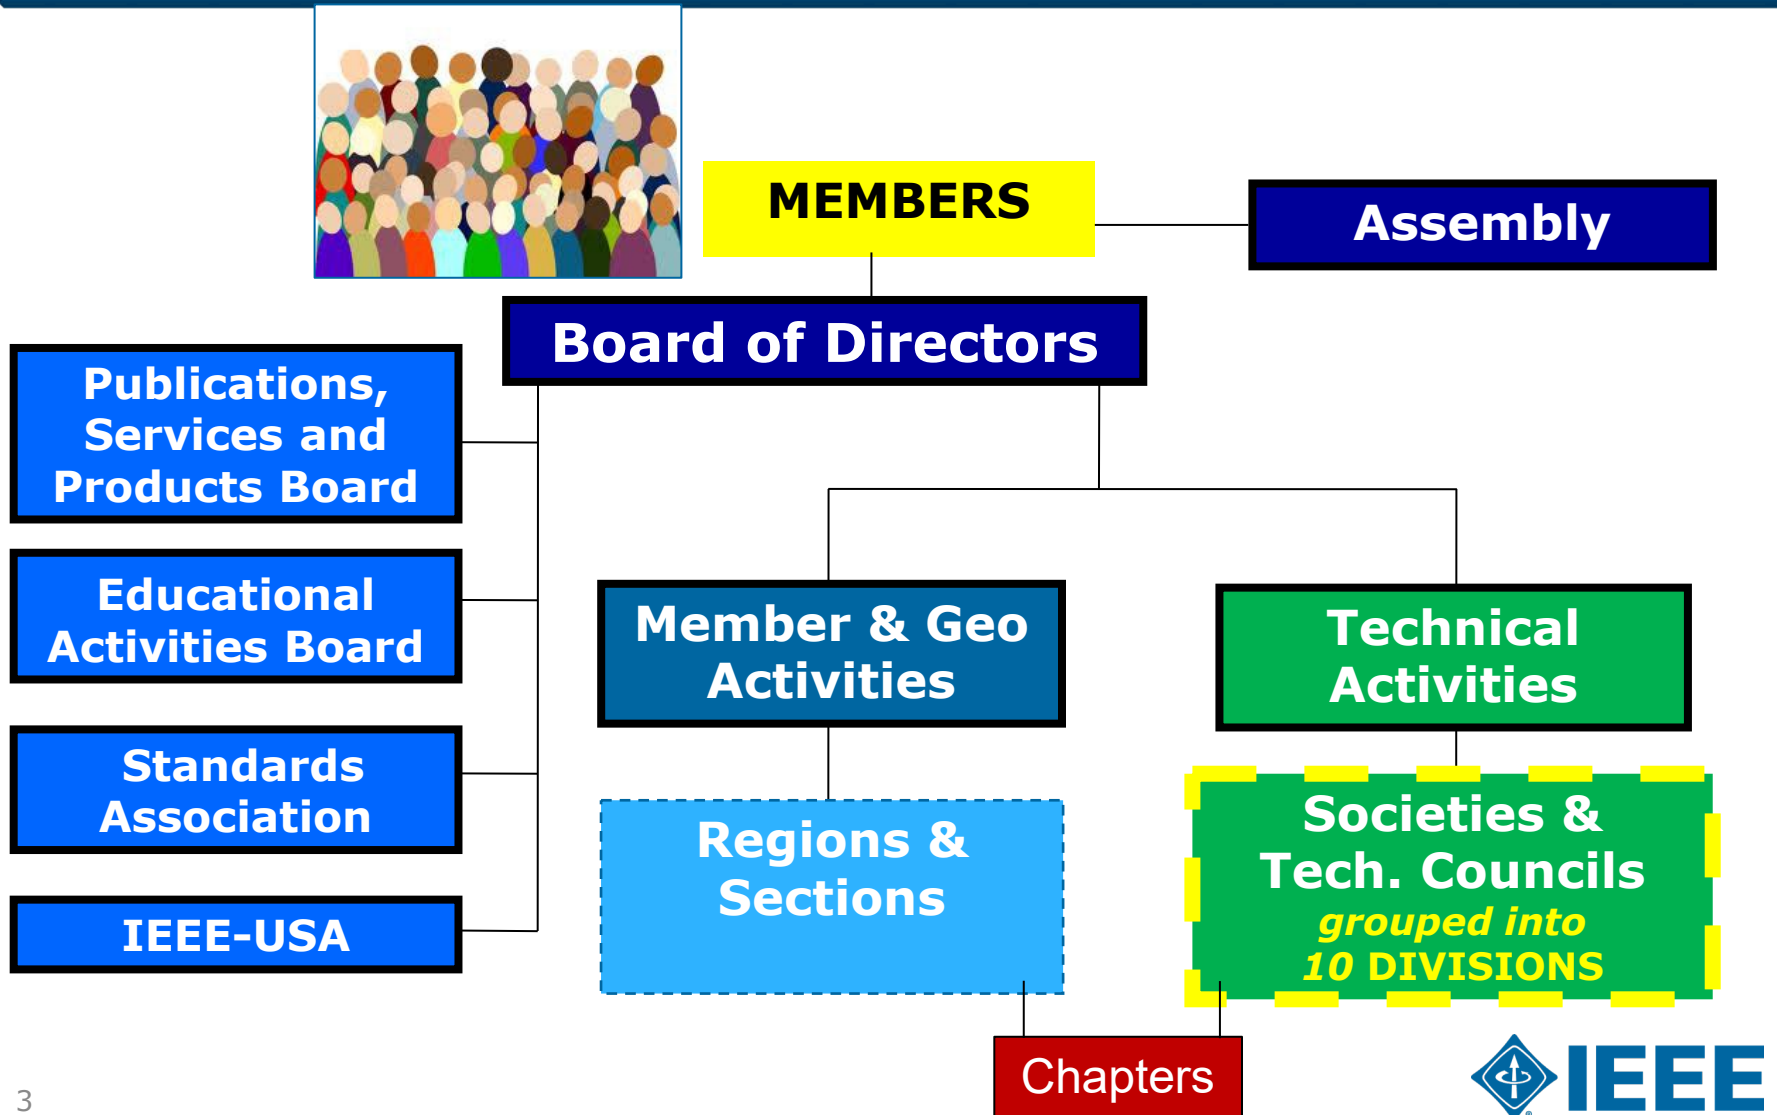 MEMBERS
Assembly
Board of Directors
Publications,
Services and
Products Board
Educational
Activities Board
Standards
Association
IEEE-USA
Member & Geo
Activities
Technical
Activities
Regions &
Sections
Societies &
Tech. Councils
grouped into
10 DIVISIONS
Chapters
IEEE
®
3